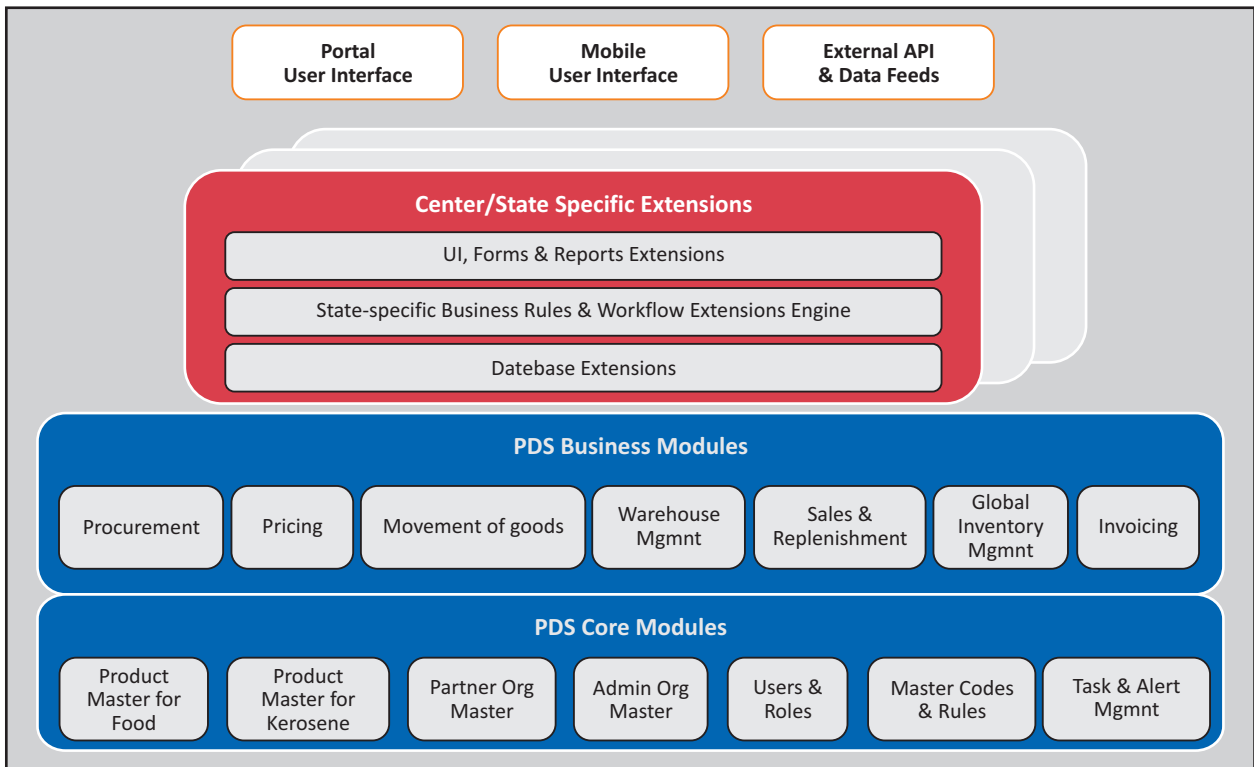 Portal
User Interface
Mobile
User Interface
External API
& Data Feeds
Center/State Specific Extensions
UI, Forms & Reports Extensions
State-specific Business Rules & Workflow Extensions Engine
Datebase Extensions
PDS Business Modules
Procurement
Pricing
Movement of goods
Warehouse
Mgmnt
Sales &
Replenishment
Global
Inventory
Mgmnt
Invoicing
PDS Core Modules
Product
Master for
Food
Product
Master for
Kerosene
Partner Org
Master
Admin Org
Master
Users &
Roles
Master Codes
& Rules
Task & Alert
Mgmnt